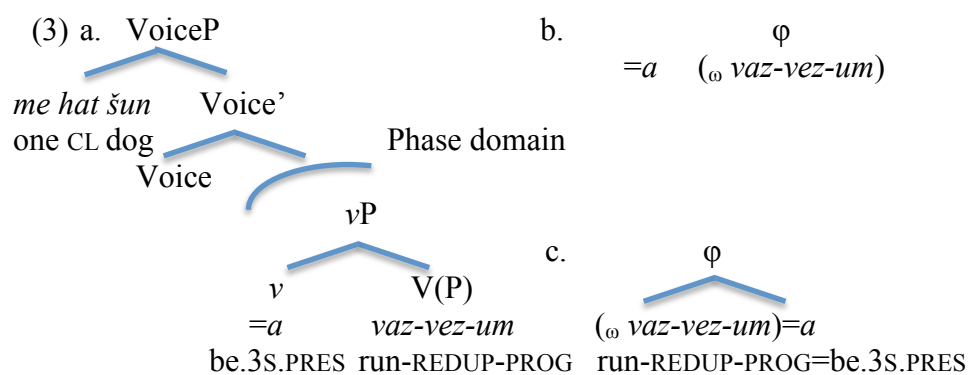 (3) a. VoiceP b. φ
=a (ω vaz-vez-um)
me hat šun Voice’
one CL dog Phase domain
Voice
vP
c. φ
v V(P)
=a vaz-vez-um (ω vaz-vez-um)=a
be.3S.PRES run-REDUP-PROG run-REDUP-PROG=be.3S.PRES